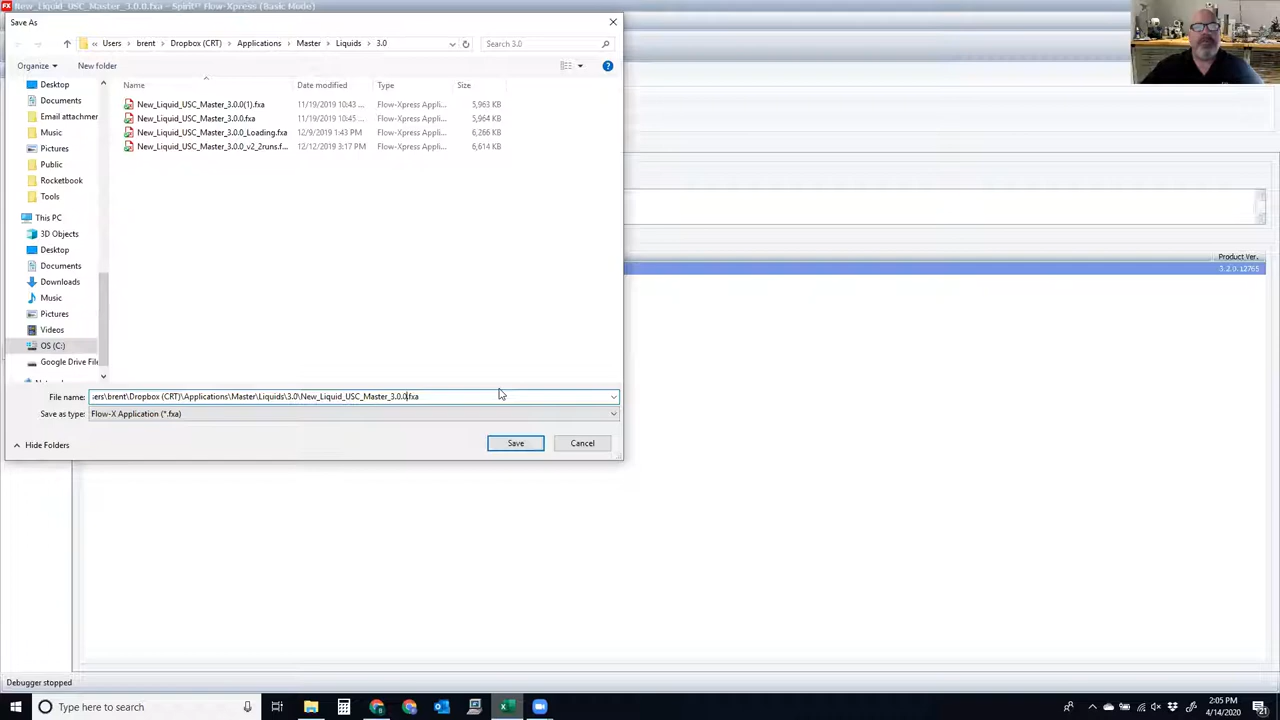 New_Liquid_USC_Master_3.0.0.fxa - Spirit IT Flow-Xpress (Basic Mode)
Save As
« Users brent Dropbox (CRT) Applications Master Liquids 3.0
Search 3.0
Organize
New folder
Name Date modified Type Size
New_Liquid_USC_Master_3.0.0(1).fxa 11/19/2019 10:43 ... Flow-Xpress Appli... 5,963 KB
New_Liquid_USC_Master_3.0.0.fxa 11/19/2019 10:45 ... Flow-Xpress Appli... 5,964 KB
New_Liquid_USC_Master_3.0.0_Loading.fxa 12/9/2019 1:43 PM Flow-Xpress Appli... 6,266 KB
New_Liquid_USC_Master_3.0.0_v2_2runs.f... 12/12/2019 3:17 PM Flow-Xpress Appli... 6,614 KB
Desktop
Documents
Email attachmer
Music
Pictures
Public
Rocketbook
Tools
This PC
3D Objects
Desktop
Documents
Downloads
Music
Pictures
Videos
OS (C:)
Google Drive File
Product Ver.
3.2.0.12765
File name: ers\brent\Dropbox (CRT)\Applications\Master\Liquids\3.0\New_Liquid_USC_Master_3.0.0.fxa
Save as type: Flow-X Application (*.fxa)
Hide Folders
Save
Cancel
Debugger stopped
Type here to search
2:05 PM
4/14/2020
21